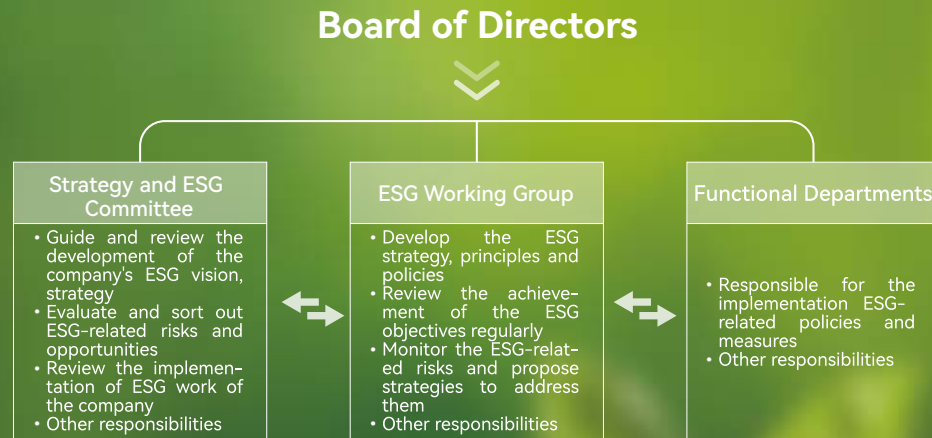 Board of Directors
Strategy and ESG
Committee
• Guide and review the
development of the
company's ESG vision,
strategy
• Evaluate and sort out
ESG-related risks and
opportunities
• Review the implemen-
tation of ESG work of
the company
• Other responsibilities
ESG Working Group
• Develop the ESG
strategy, principles and
policies
• Review the achieve-
ment of the ESG
objectives regularly
• Monitor the ESG-relat-
ed risks and propose
strategies to address
them
• Other responsibilities
Functional Departments
• Responsible for the
implementation ESG-
related policies and
measures
• Other responsibilities